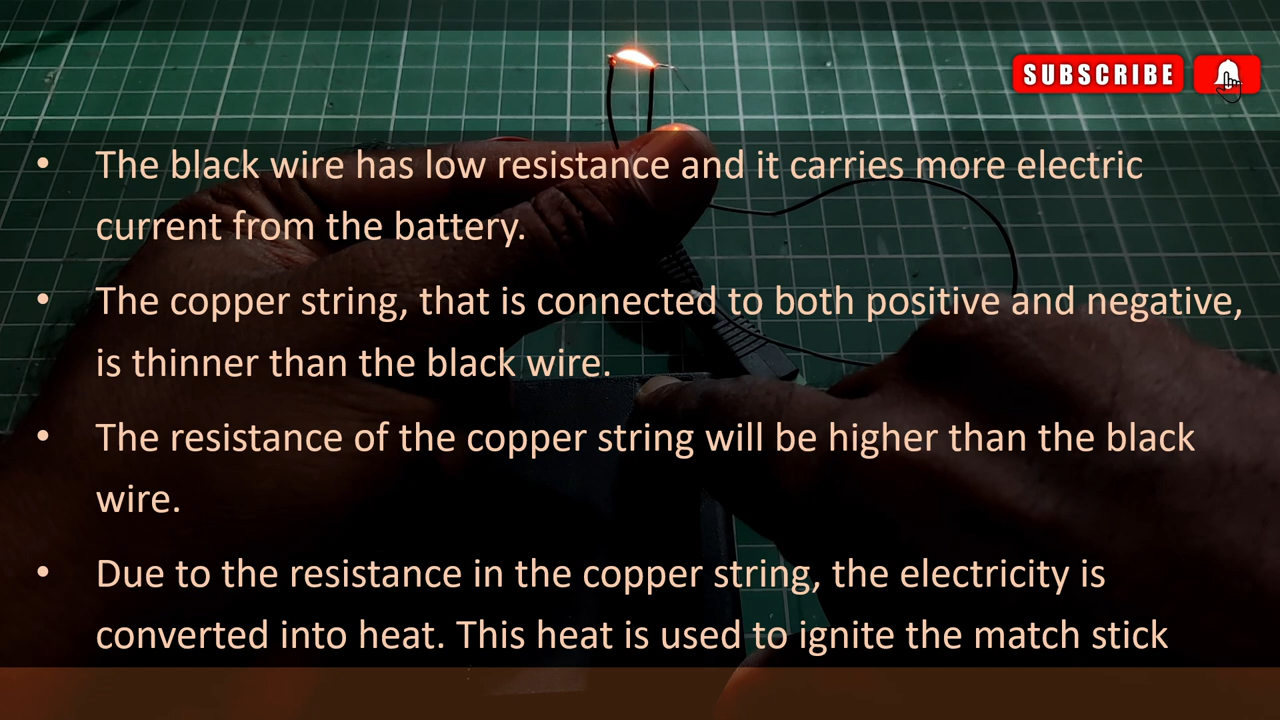 SUBSCRIBE
• The black wire has low resistance and it carries more electric
current from the battery.
• The copper string, that is connected to both positive and negative,
is thinner than the black wire.
• The resistance of the copper string will be higher than the black
wire.
• Due to the resistance in the copper string, the electricity is
converted into heat. This heat is used to ignite the match stick